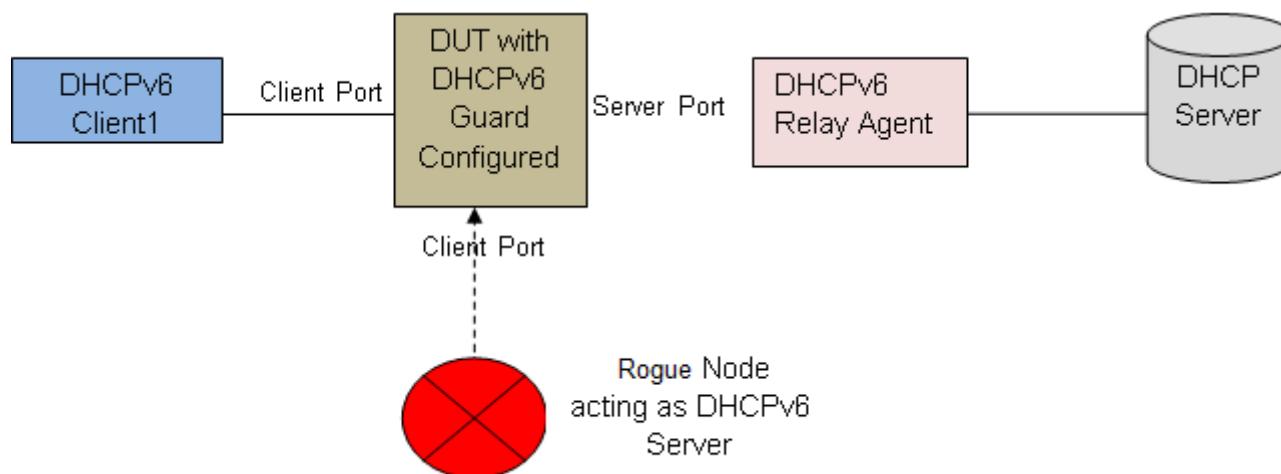 DHCPv6
Client1
Client Port
DUT with
DHCPv6
Guard
Configured
Server Port
DHCPv6
Relay Agent
DHCP
Server
Client Port
Rogue Node
acting as DHCPv6
Server